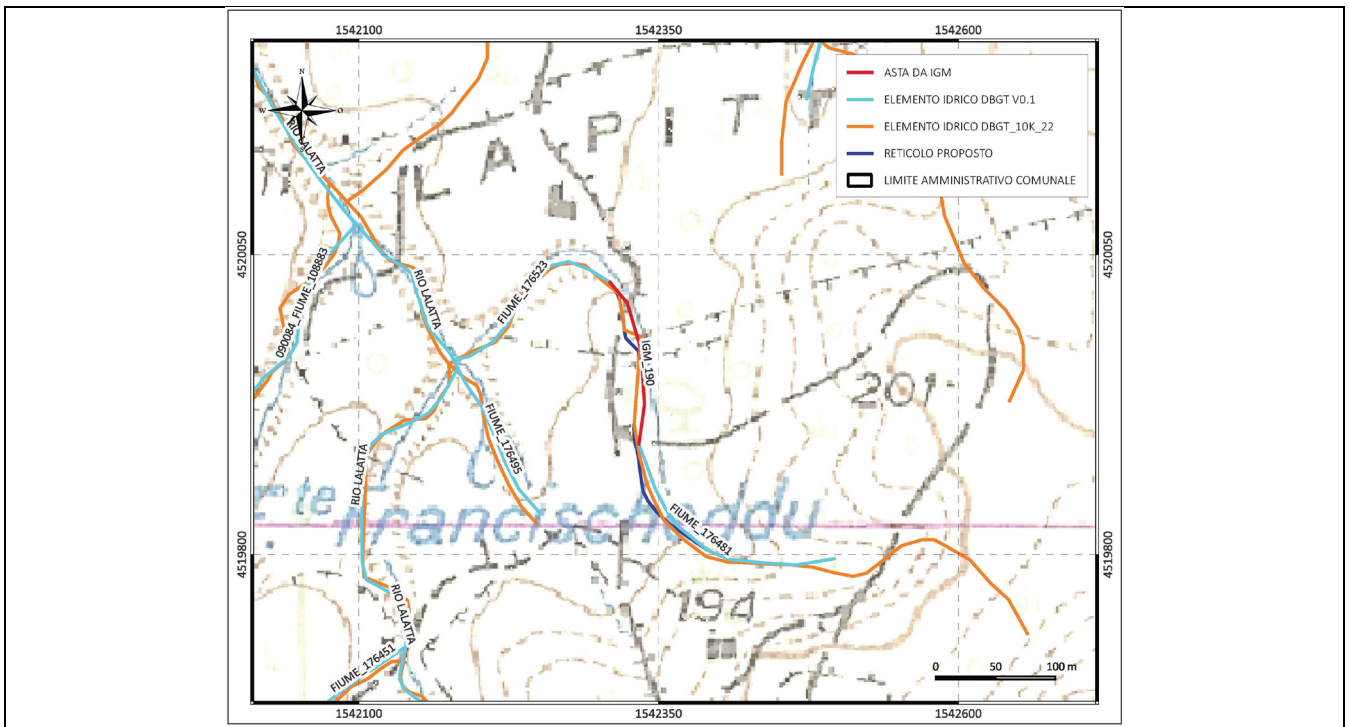 1542100 1542350 1542600
ASTA DA IGM
ELEMENTO IDRICO DBGT V0.1
ELEMENTO IDRICO DBGT_10K_22
RETICOLO PROPOSTO
LIMITE AMMINISTRATIVO COMUNALE
N
W O
S
RIO LALATTA
L A P I T T
4520050 4520050
090084_FIUME_108883
RIO LALATTA
FIUME_176523
IGM_190
201
FIUME_176495
RIO LALATTA
te Francischeddu
FIUME_176481
4519800 4519800
194
RIO LALATTA
FIUME_176451
0 50 100 m
1542100 1542350 1542600